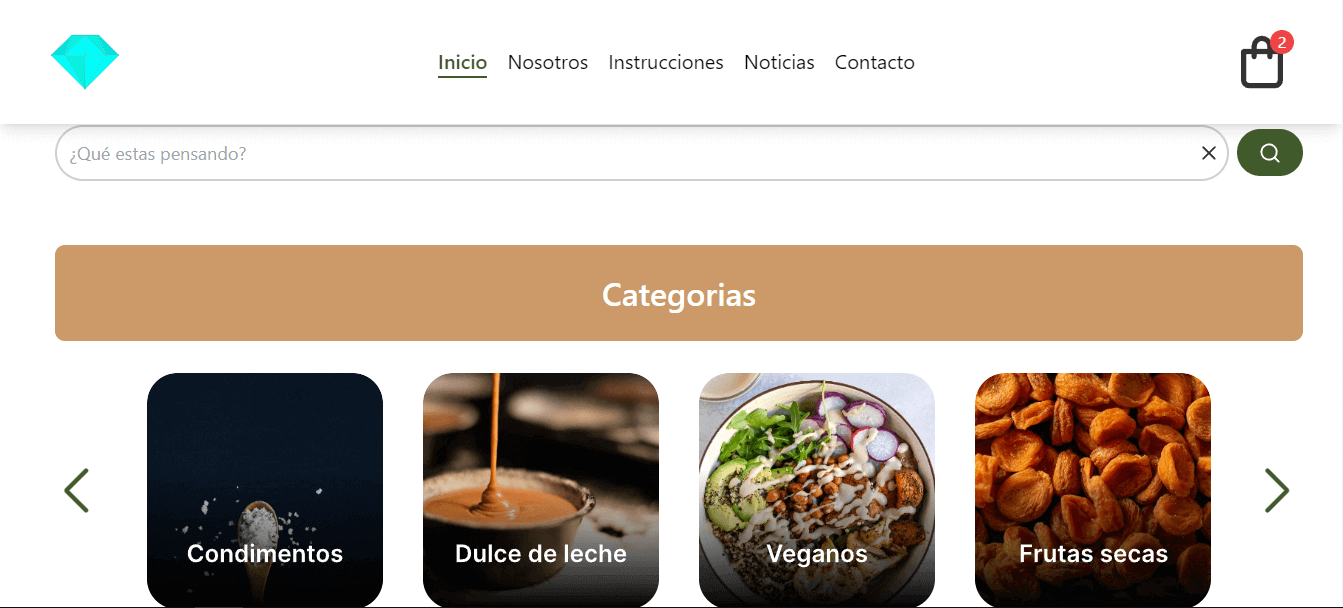 Inicio Nosotros Instrucciones Noticias Contacto 2
¿Qué estas pensando?
Categorias
Condimentos Dulce de leche Veganos Frutas secas